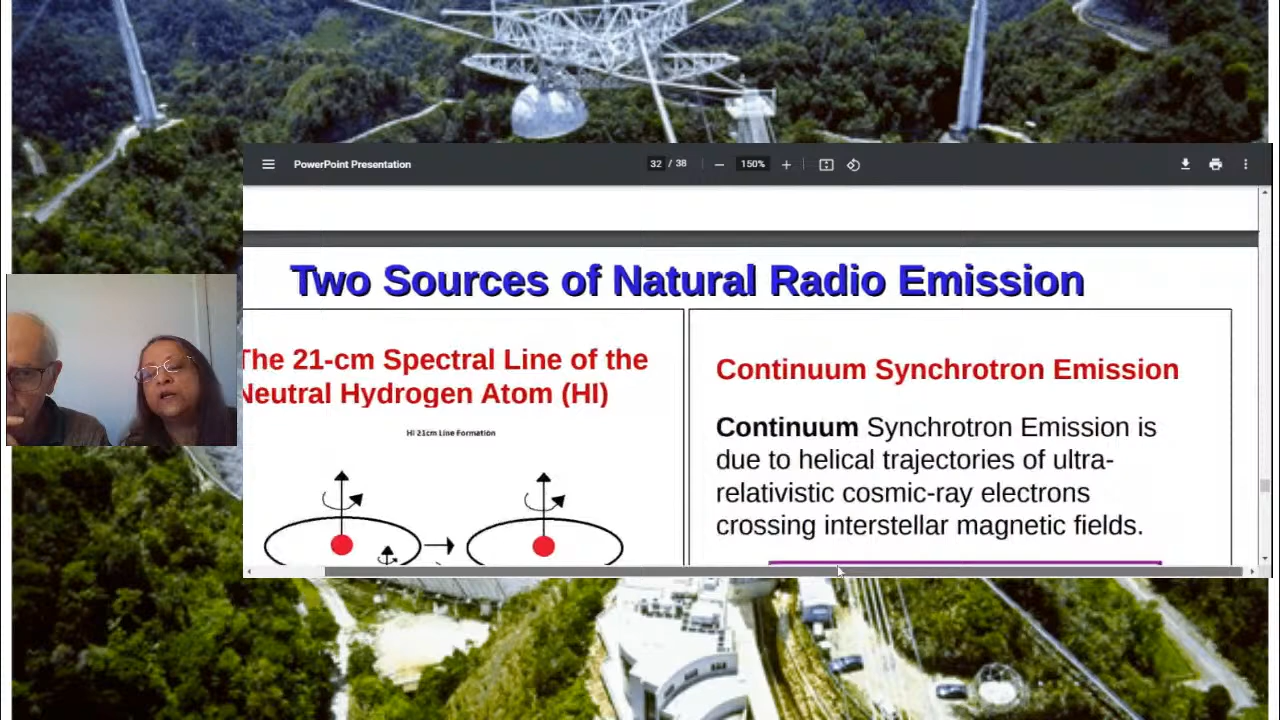 PowerPoint Presentation
32 / 38
150%
Two Sources of Natural Radio Emission
The 21-cm Spectral Line of the
Neutral Hydrogen Atom (HI)
HI 21cm Line Formation
Continuum Synchrotron Emission
Continuum Synchrotron Emission is
due to helical trajectories of ultra-
relativistic cosmic-ray electrons
crossing interstellar magnetic fields.